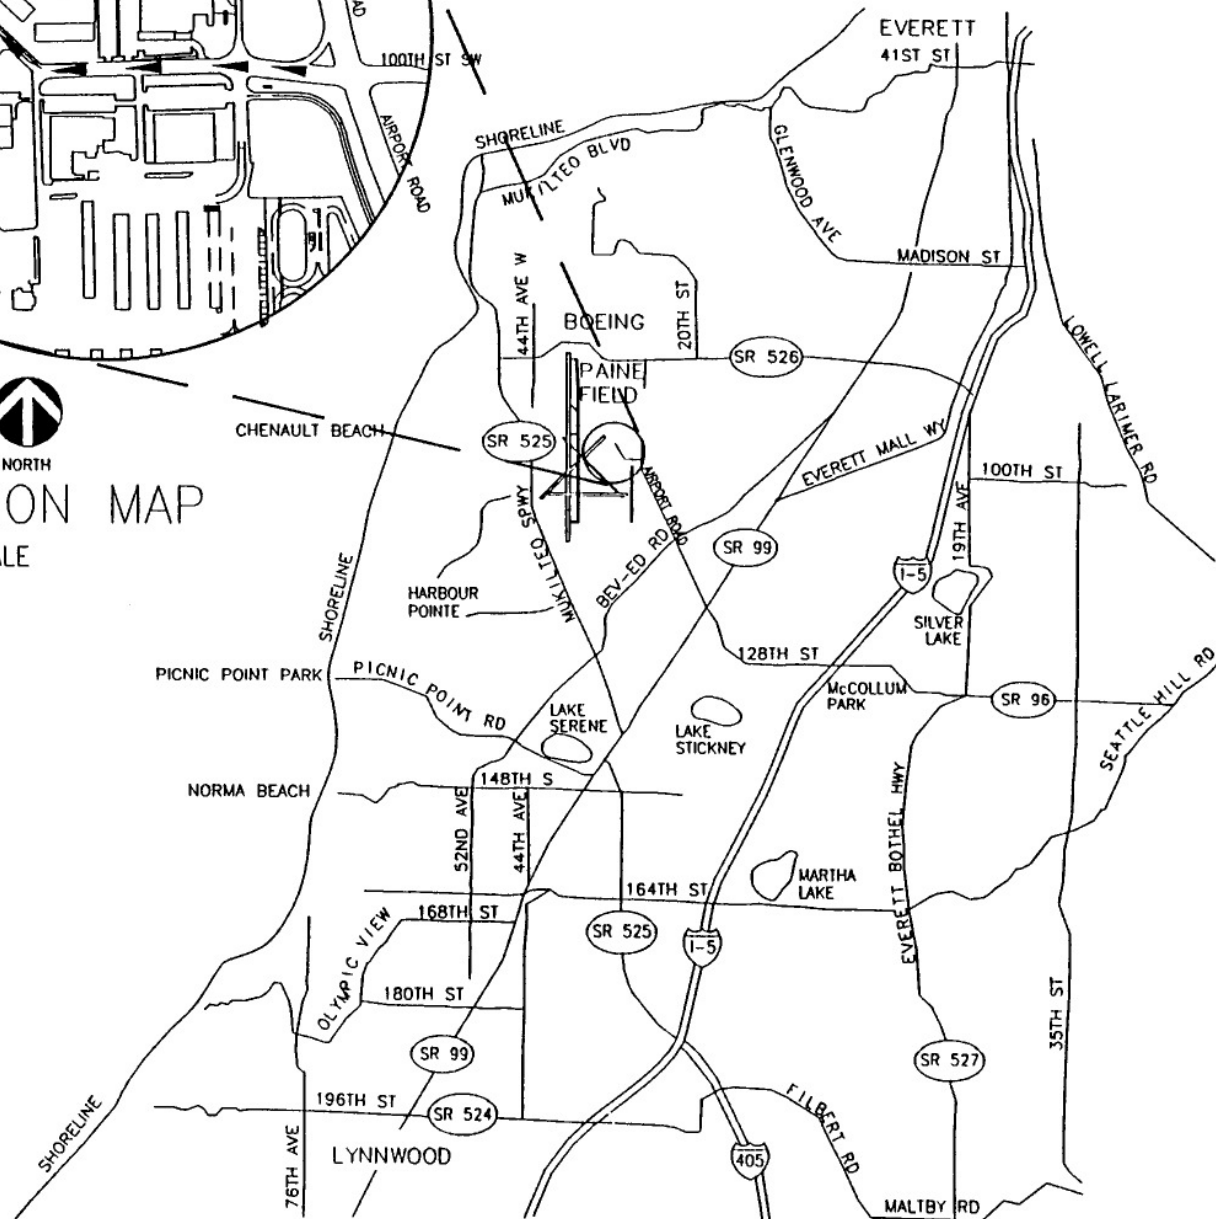 EVERETT
41ST ST
100TH ST SW
AIRPORT ROAD
SHORELINE
MUKILTEO BLVD
GLENWOOD AVE
MADISON ST
44TH AVE W
BOEING
20TH ST
SR 526
LOWELL LARIMER RD
PAINE
FIELD
NORTH
CHENAULT BEACH
SR 525
EVERETT MALL WY
100TH ST
ON MAP
AIRPORT ROAD
19TH AVE
MUKILTEO SPWY
SR 99
BEV-ED RD
I-5
HARBOUR
POINTE
SHORELINE
SILVER
LAKE
128TH ST
PICNIC POINT PARK
PICNIC POINT RD
McCOLLUM
PARK
SR 96
SEATTLE HILL RD
LAKE
SERENE
LAKE
STICKNEY
148TH S
NORMA BEACH
52ND AVE
44TH AVE
EVERETT BOTHEL HWY
MARTHA
LAKE
164TH ST
168TH ST
OLYMPIC VIEW
SR 525
I-5
180TH ST
35TH ST
SR 99
SR 527
196TH ST
SR 524
FILBERT RD
SHORELINE
76TH AVE
LYNNWOOD
405
MALTBY RD